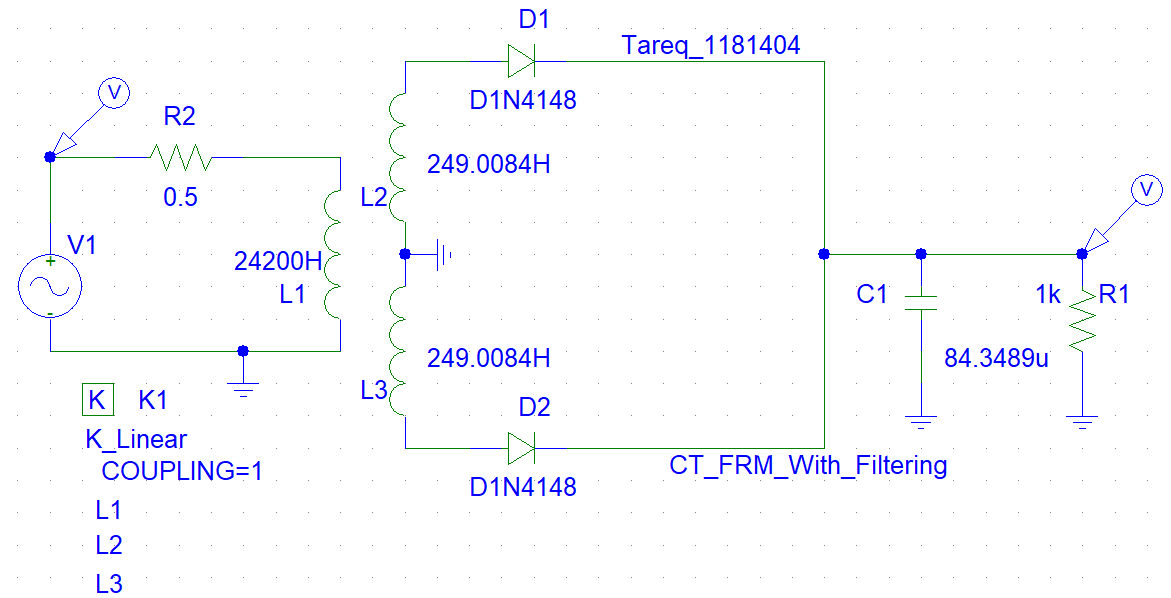 D1
Tareq_1181404
V
R2
D1N4148
249.0084H
V
0.5
L2
V1
+
24200H
L1
-
C1
1k
R1
249.0084H
84.3489u
L3
K
K1
D2
K_Linear
COUPLING=1
CT_FRM_With_Filtering
D1N4148
L1
L2
L3